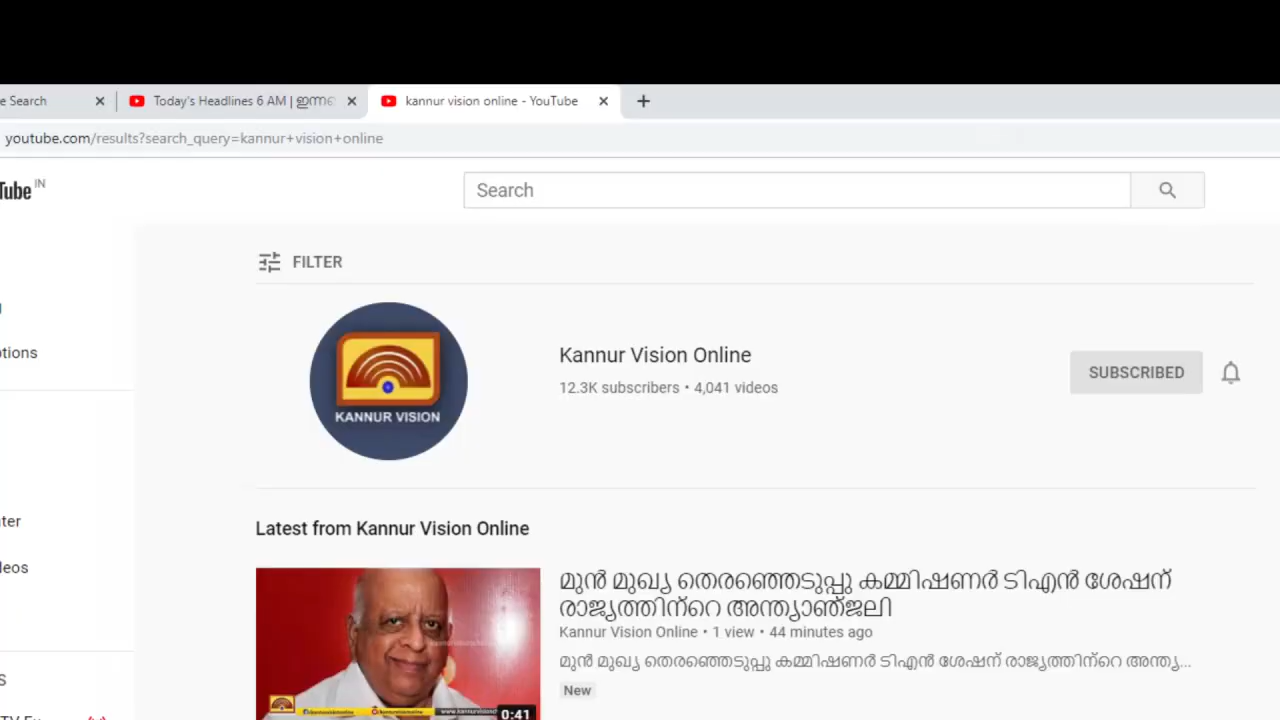 e Search
Today's Headlines 6 AM | ഇന്ന
kannur vision online - YouTube
youtube.com/results?search_query=kannur+vision+online
Tube IN
Search
FILTER
KANNUR VISION
Kannur Vision Online
12.3K subscribers • 4,041 videos
SUBSCRIBED
otions
ter
leos
Latest from Kannur Vision Online
മുൻ മുഖ്യ തെരഞ്ഞെടുപ്പു കമ്മിഷണർ ടിഎൻ ശേഷന്
രാജ്യത്തിന്റെ അന്ത്യാഞ്ജലി
Kannur Vision Online • 1 view • 44 minutes ago
മുൻ മുഖ്യ തെരഞ്ഞെടുപ്പു കമ്മിഷണർ ടിഎൻ ശേഷന് രാജ്യത്തിന്റെ അന്ത്യ...
New
0:41
S